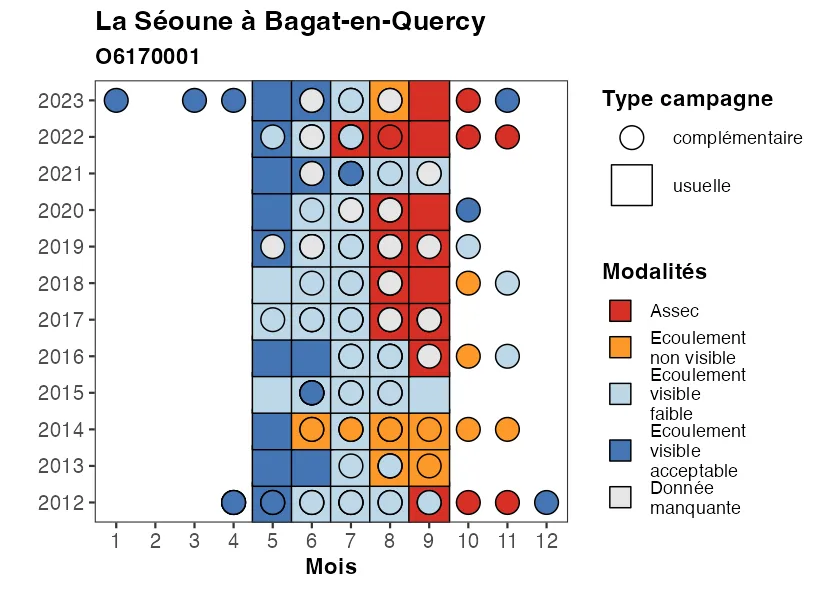 La Séoune à Bagat-en-Quercy
O6170001
2023
2022
2021
2020
2019
2018
2017
2016
2015
2014
2013
2012
1 2 3 4 5 6 7 8 9 10 11 12
Mois
Type campagne
complémentaire
usuelle
Modalités
Assec
Ecoulement
non visible
Ecoulement
visible
faible
Ecoulement
visible
acceptable
Donnée
manquante